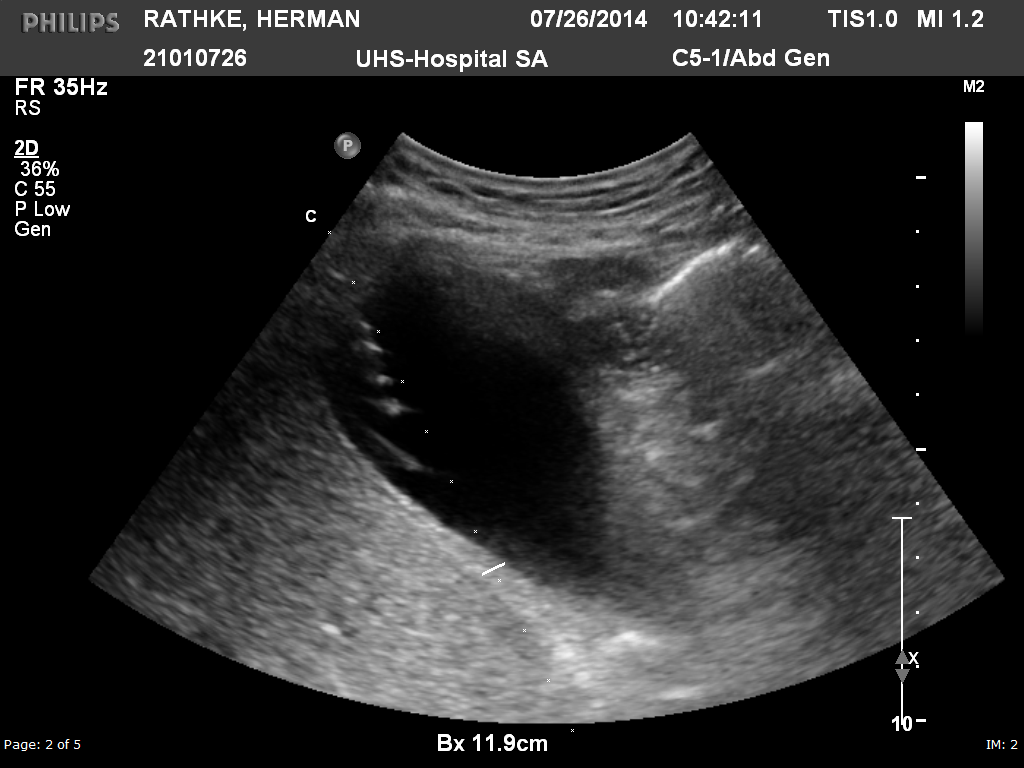 PHILIPS
RATHKE, HERMAN 07/26/2014 10:42:11 TIS1.0 MI 1.2
21010726 UHS-Hospital SA C5-1/Abd Gen
FR 35Hz
RS
M2
2D
36%
C 55
P Low
Gen
P
C
X
10
Bx 11.9cm
Page: 2 of 5
IM: 2